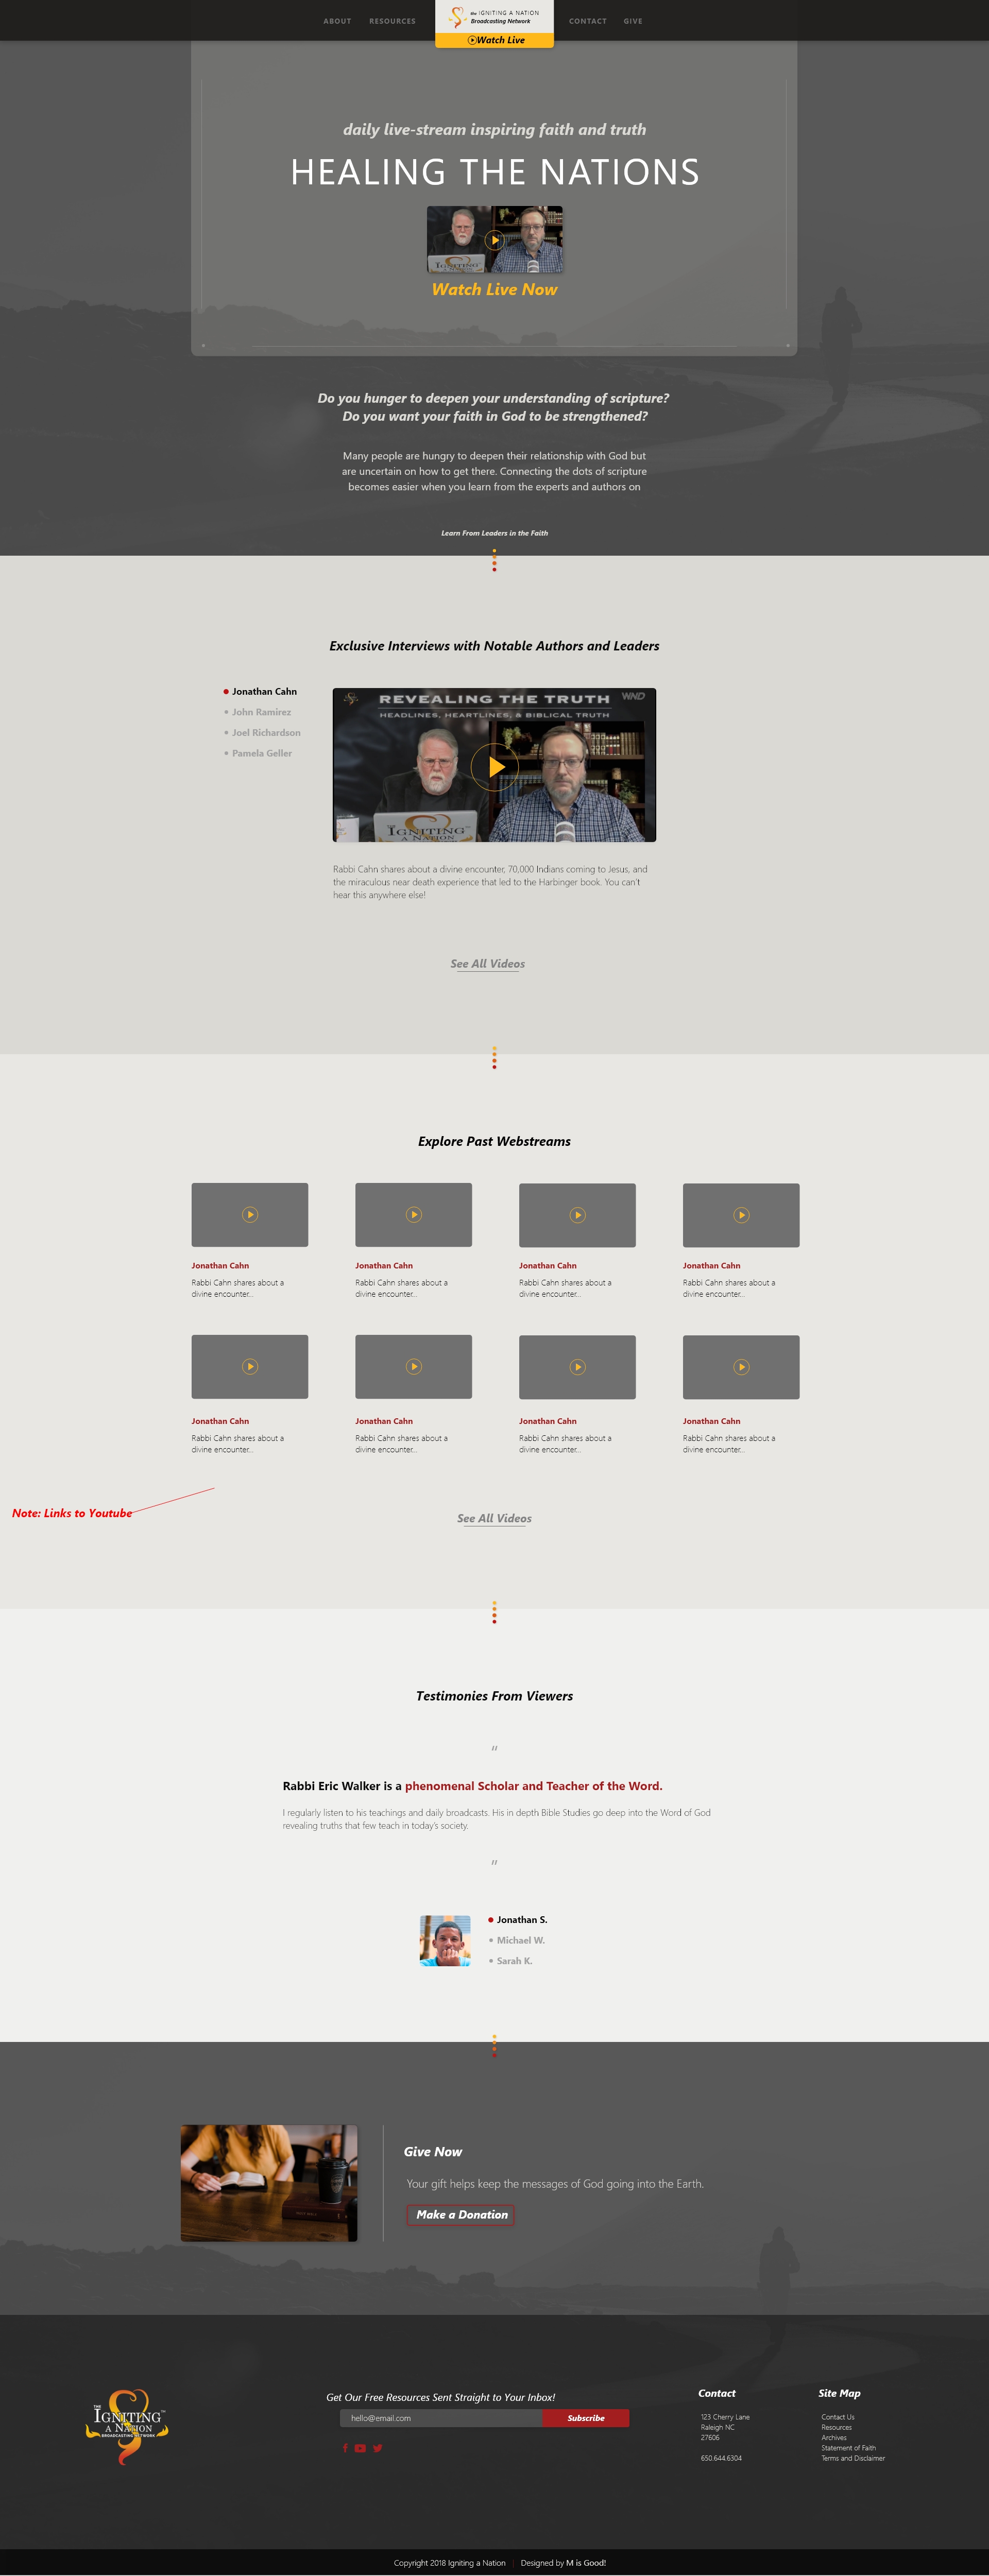 ABOUT RESOURCES
the IGNITING A NATION
Broadcasting Network
Watch Live
CONTACT GIVE
daily live-stream inspiring faith and truth
HEALING THE NATIONS
IGNITING
Watch Live Now
Do you hunger to deepen your understanding of scripture?
Do you want your faith in God to be strengthened?
Many people are hungry to deepen their relationship with God but
are uncertain on how to get there. Connecting the dots of scripture
becomes easier when you learn from the experts and authors on
Learn From Leaders in the Faith
Exclusive Interviews with Notable Authors and Leaders
Jonathan Cahn
John Ramirez
Joel Richardson
Pamela Geller
REVEALING THE TRUTH
WND
HEADLINES, HEARTLINES, & BIBLICAL TRUTH
THE
IGNITING
A NATION
Rabbi Cahn shares about a divine encounter, 70,000 Indians coming to Jesus, and
the miraculous near death experience that led to the Harbinger book. You can't
hear this anywhere else!
See All Videos
Explore Past Webstreams
Jonathan Cahn
Rabbi Cahn shares about a
divine encounter...
Jonathan Cahn
Rabbi Cahn shares about a
divine encounter...
Jonathan Cahn
Rabbi Cahn shares about a
divine encounter...
Jonathan Cahn
Rabbi Cahn shares about a
divine encounter...
Jonathan Cahn
Rabbi Cahn shares about a
divine encounter...
Jonathan Cahn
Rabbi Cahn shares about a
divine encounter...
Jonathan Cahn
Rabbi Cahn shares about a
divine encounter...
Jonathan Cahn
Rabbi Cahn shares about a
divine encounter...
Note: Links to Youtube
See All Videos
Testimonies From Viewers
"
Rabbi Eric Walker is a phenomenal Scholar and Teacher of the Word.
I regularly listen to his teachings and daily broadcasts. His in depth Bible Studies go deep into the Word of God
revealing truths that few teach in today's society.
"
Jonathan S.
Michael W.
Sarah K.
Give Now
Your gift helps keep the messages of God going into the Earth.
Make a Donation
THE
IGNITING
A NATION
BROADCASTING NETWORK
Get Our Free Resources Sent Straight to Your Inbox!
hello@email.com
Subscribe
Contact
123 Cherry Lane
Raleigh NC
27606
650.644.6304
Site Map
Contact Us
Resources
Archives
Statement of Faith
Terms and Disclaimer
Copyright 2018 Igniting a Nation | Designed by M is Good!